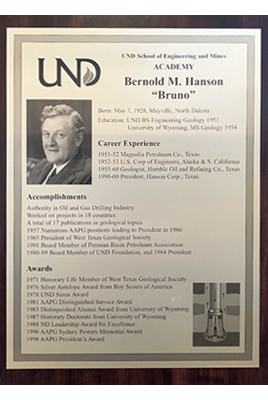 UND
UND School of Engineering and Mines
ACADEMY
Bernold M. Hanson
"Bruno"
Born: May 7, 1928, Mayville, North Dakota
Education: UND BS Engineering Geology 1951
University of Wyoming, MS Geology 1954
Career Experience
1951-52 Magnolia Petroleum Co., Texas
1952-53 U.S. Corp of Engineers, Alaska & S. California
1955-60 Geologist, Humble Oil and Refining Co., Texas
1990-00 President, Hanson Corp., Texas
Accomplishments
Authority in Oil and Gas Drilling Industry
Worked on projects in 18 countries
A total of 17 publications in geological topics
1957 Numerous AAPG positions leading to President in 1986
1965 President of West Texas Geological Society
1991 Board Member of Permian Basin Petroleum Association
1980-89 Board Member of UND Foundation, and 1984 President
Awards
1971 Honorary Life Member of West Texas Geological Society
1976 Silver Antelope Award from Boy Scouts of America
1978 UND Sioux Award
1981 AAPG Distinguished Service Award
1983 Distinguished Alumni Award from University of Wyoming
1987 Honorary Doctorate from University of Wyoming
1988 ND Leadership Award for Excellence
1996 AAPG Sydney Powers Memorial Award
1998 AAPG President's Award